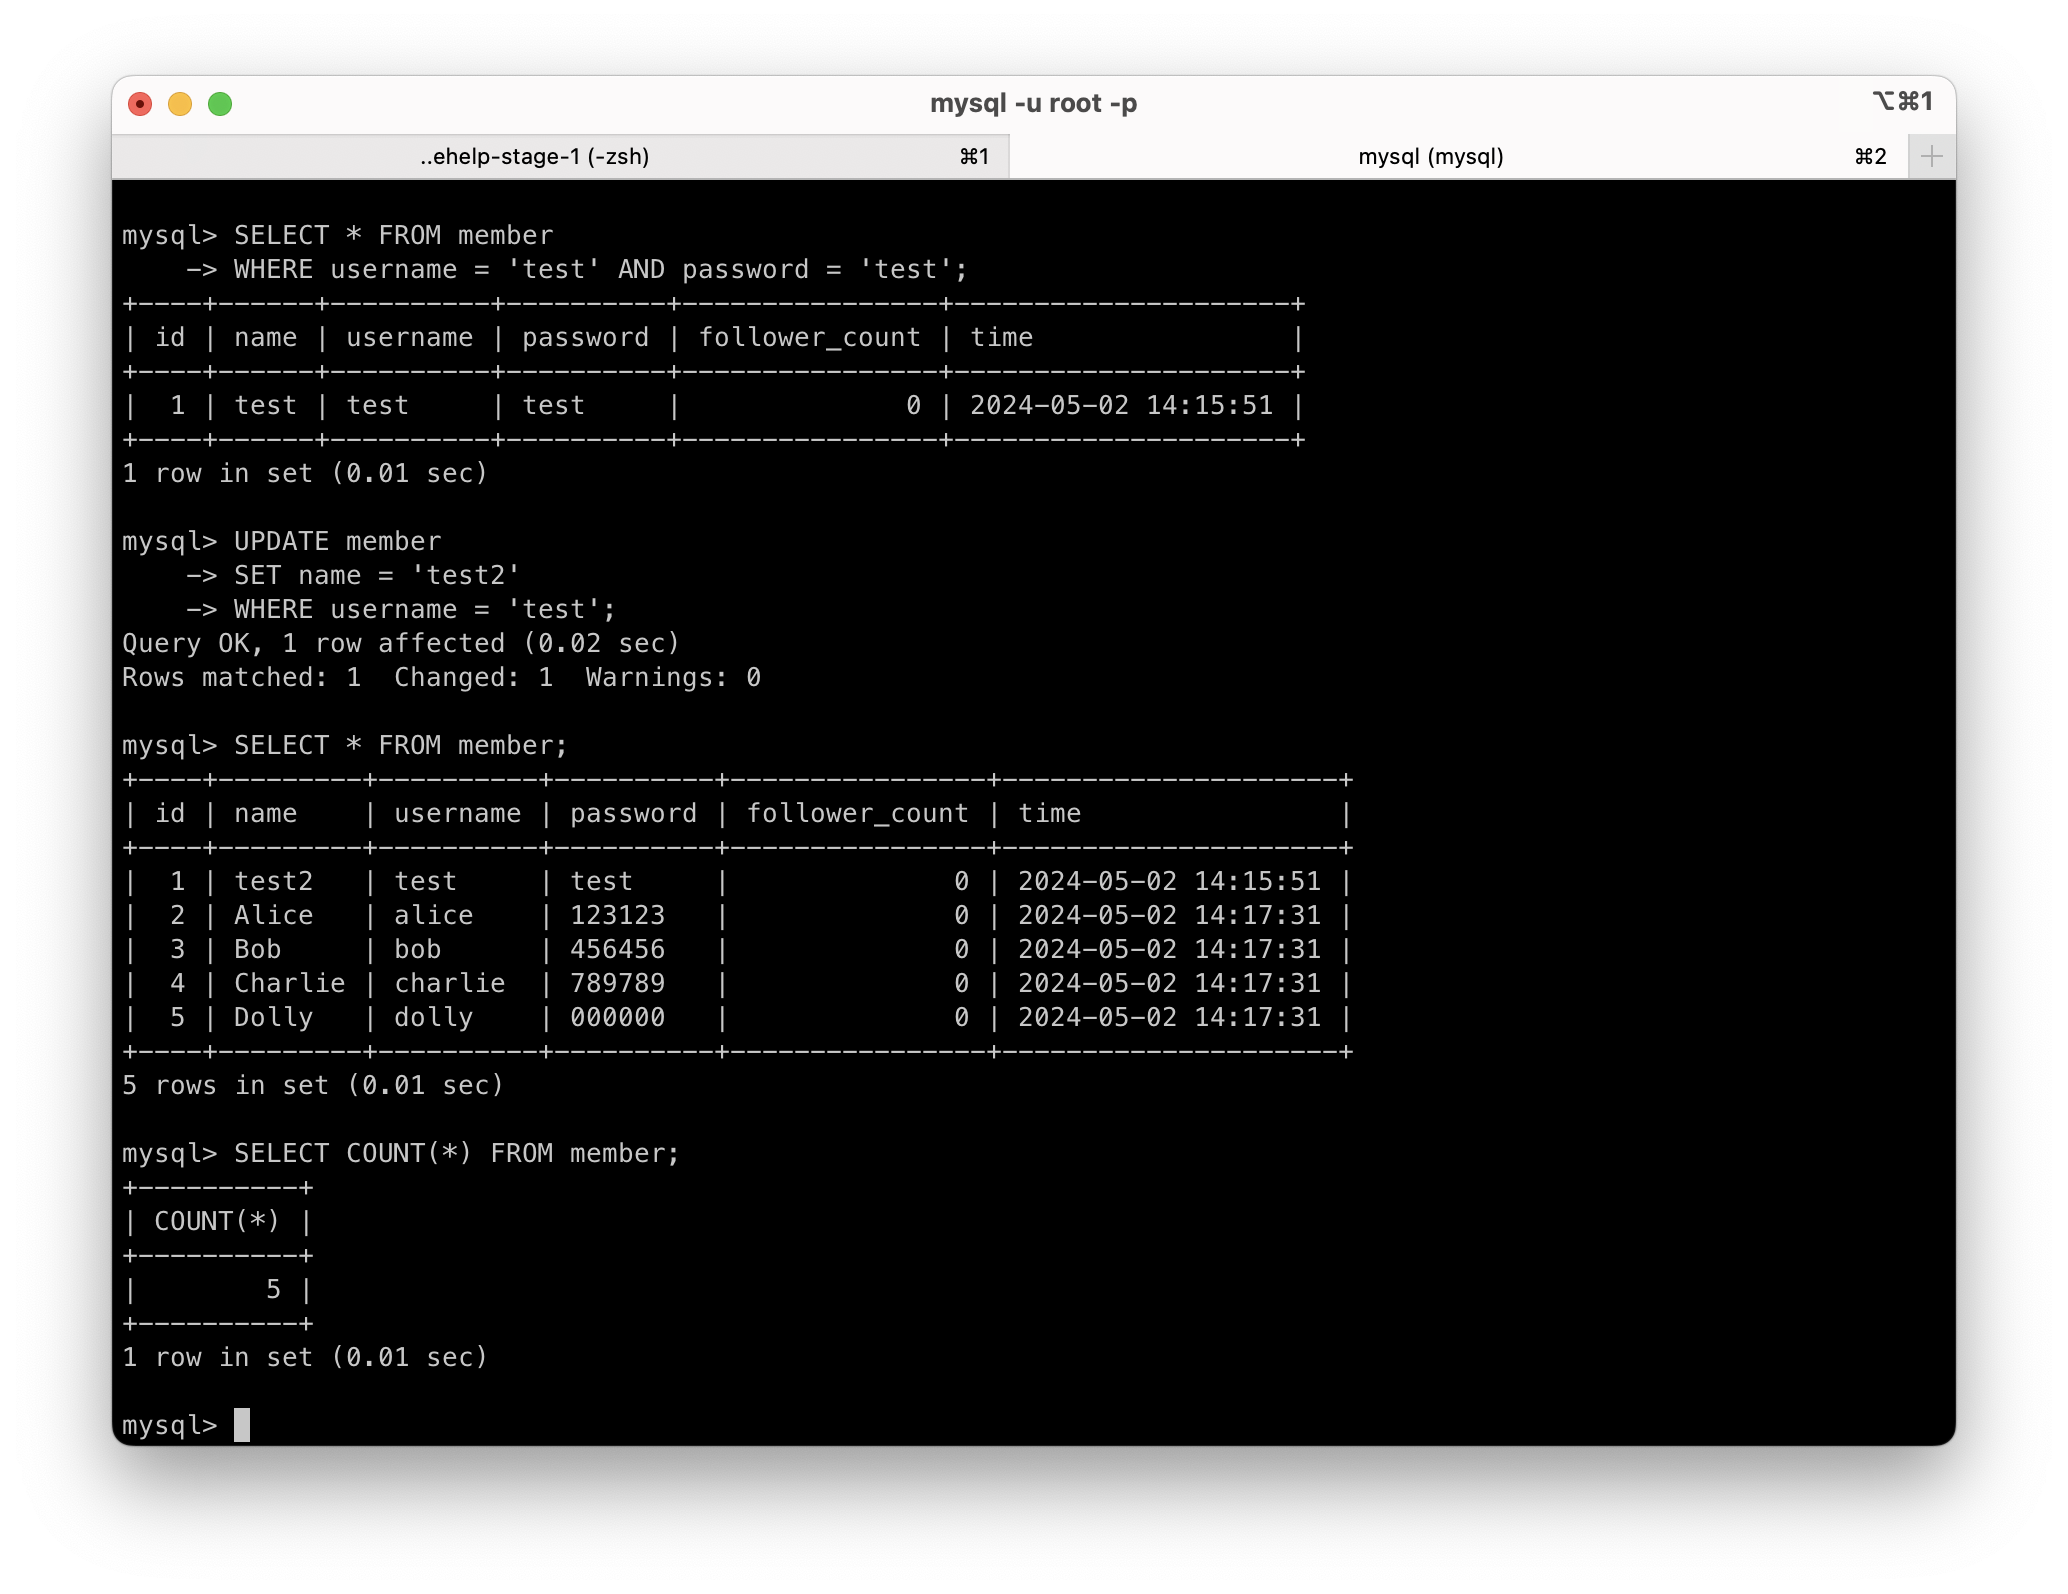 mysql -u root -p
⌥⌘1
..ehelp-stage-1 (-zsh) ⌘1
mysql (mysql) ⌘2
mysql> SELECT * FROM member
    -> WHERE username = 'test' AND password = 'test';
+----+------+----------+----------+----------------+---------------------+
| id | name | username | password | follower_count | time                |
+----+------+----------+----------+----------------+---------------------+
|  1 | test | test     | test     |              0 | 2024-05-02 14:15:51 |
+----+------+----------+----------+----------------+---------------------+
1 row in set (0.01 sec)
mysql> UPDATE member
    -> SET name = 'test2'
    -> WHERE username = 'test';
Query OK, 1 row affected (0.02 sec)
Rows matched: 1  Changed: 1  Warnings: 0
mysql> SELECT * FROM member;
+----+---------+----------+----------+----------------+---------------------+
| id | name    | username | password | follower_count | time                |
+----+---------+----------+----------+----------------+---------------------+
|  1 | test2   | test     | test     |              0 | 2024-05-02 14:15:51 |
|  2 | Alice   | alice    | 123123   |              0 | 2024-05-02 14:17:31 |
|  3 | Bob     | bob      | 456456   |              0 | 2024-05-02 14:17:31 |
|  4 | Charlie | charlie  | 789789   |              0 | 2024-05-02 14:17:31 |
|  5 | Dolly   | dolly    | 000000   |              0 | 2024-05-02 14:17:31 |
+----+---------+----------+----------+----------------+---------------------+
5 rows in set (0.01 sec)
mysql> SELECT COUNT(*) FROM member;
+----------+
| COUNT(*) |
+----------+
|        5 |
+----------+
1 row in set (0.01 sec)
mysql>